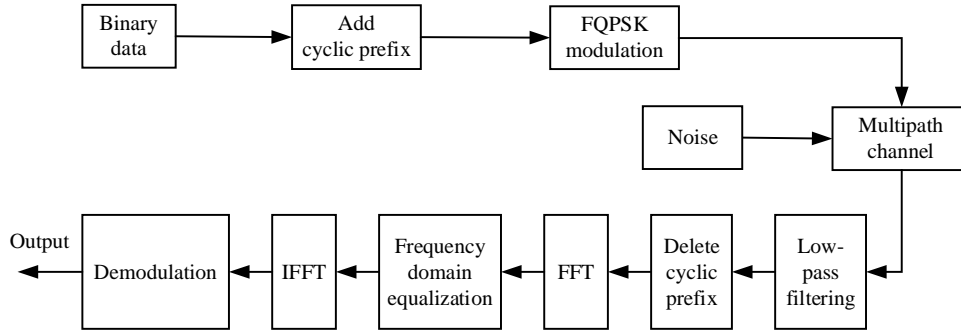 Binary
data
Add
cyclic prefix
FQPSK
modulation
Noise
Multipath
channel
Output
Demodulation
IFFT
Frequency
domain
equalization
FFT
Delete
cyclic
prefix
Low-
pass
filtering